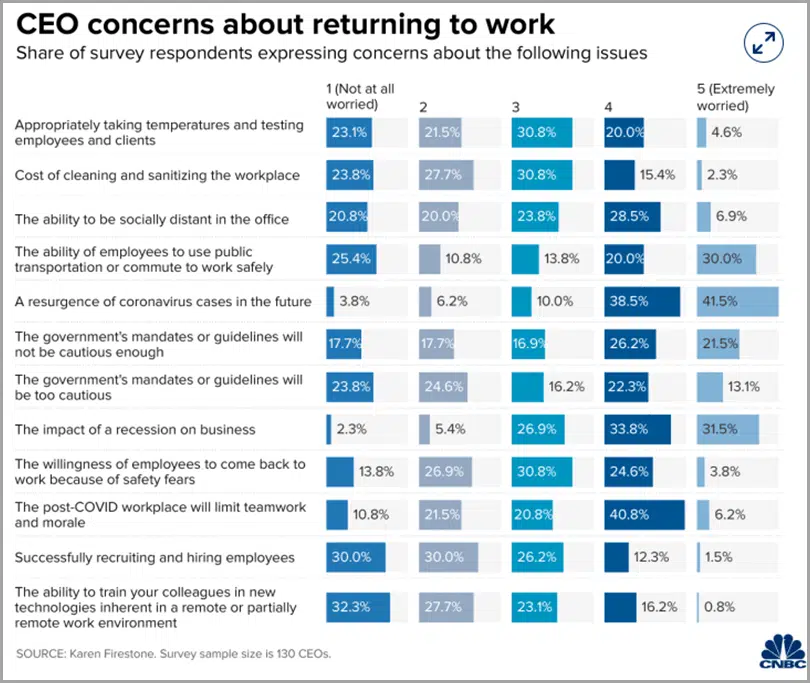 CEO concerns about returning to work
Share of survey respondents expressing concerns about the following issues
1 (Not at all
worried)
2
3
4
5 (Extremely
worried)
Appropriately taking temperatures and testing
employees and clients
23.1% 21.5% 30.8% 20.0% 4.6%
Cost of cleaning and sanitizing the workplace
23.8% 27.7% 30.8% 15.4% 2.3%
The ability to be socially distant in the office
20.8% 20.0% 23.8% 28.5% 6.9%
The ability of employees to use public
transportation or commute to work safely
25.4% 10.8% 13.8% 20.0% 30.0%
A resurgence of coronavirus cases in the future
3.8% 6.2% 10.0% 38.5% 41.5%
The government’s mandates or guidelines will
not be cautious enough
17.7% 17.7% 16.9% 26.2% 21.5%
The government’s mandates or guidelines will
be too cautious
23.8% 24.6% 16.2% 22.3% 13.1%
The impact of a recession on business
2.3% 5.4% 26.9% 33.8% 31.5%
The willingness of employees to come back to
work because of safety fears
13.8% 26.9% 30.8% 24.6% 3.8%
The post-COVID workplace will limit teamwork
and morale
10.8% 21.5% 20.8% 40.8% 6.2%
Successfully recruiting and hiring employees
30.0% 30.0% 26.2% 12.3% 1.5%
The ability to train your colleagues in new
technologies inherent in a remote or partially
remote work environment
32.3% 27.7% 23.1% 16.2% 0.8%
SOURCE: Karen Firestone. Survey sample size is 130 CEOs.
CNBC